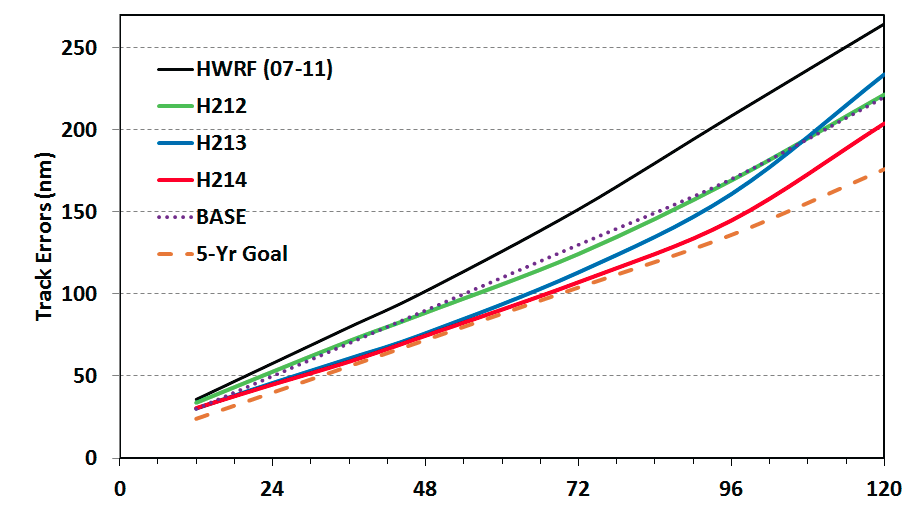 250
200
150
100
50
0
Track Errors (nm)
HWRF (07-11)
H212
H213
H214
BASE
5-Yr Goal
0 24 48 72 96 120